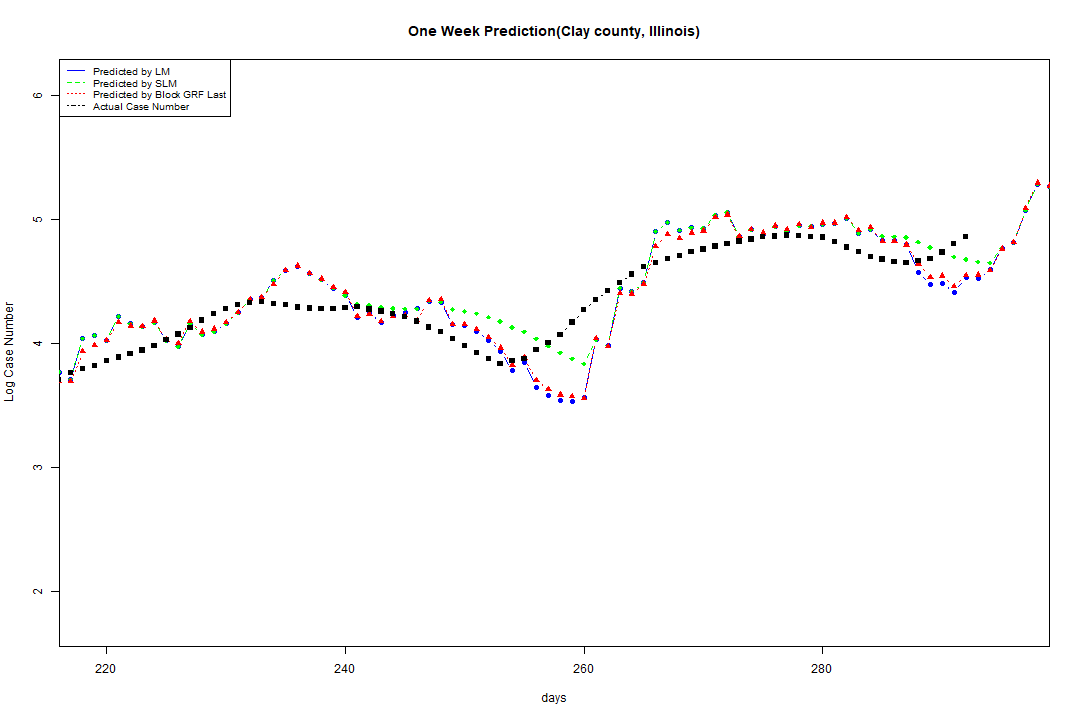 One Week Prediction(Clay county, Illinois)
Predicted by LM
Predicted by SLM
Predicted by Block GRF Last
Actual Case Number
6
5
4
3
2
Log Case Number
220 240 260 280
days